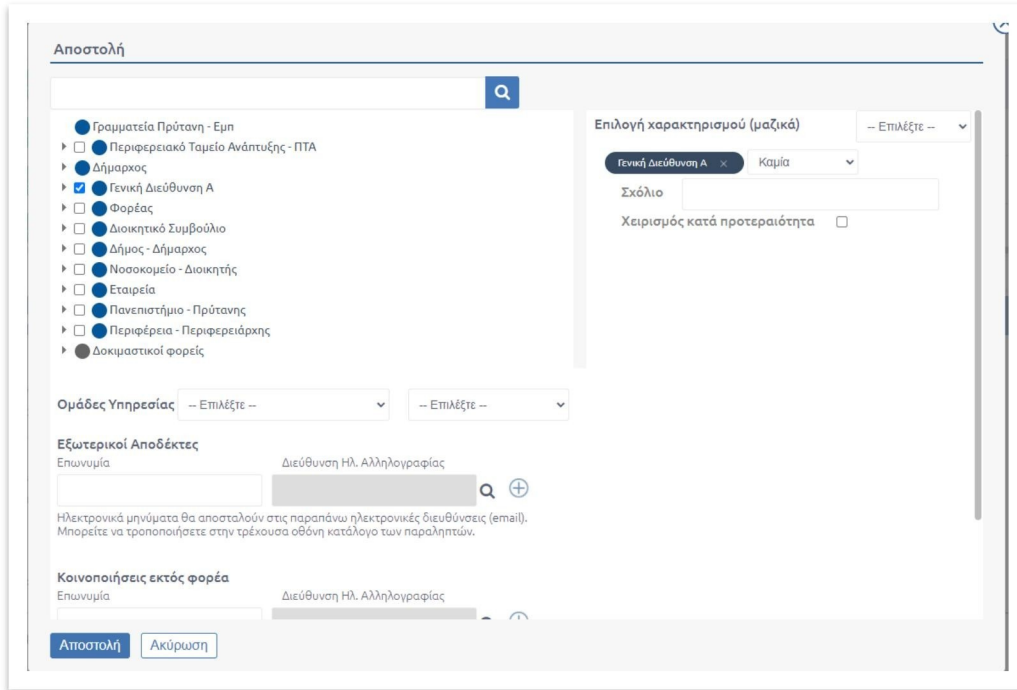 Αποστολή
Γραμματεία Πρύτανη - Εμπ
Περιφερειακό Ταμείο Ανάπτυξης - ΠΤΑ
Δήμαρχος
Γενική Διεύθυνση Α
Φορέας
Διοικητικό Συμβούλιο
Δήμος - Δήμαρχος
Νοσοκομείο - Διοικητής
Εταιρεία
Πανεπιστήμιο - Πρύτανης
Περιφέρεια - Περιφερειάρχης
Δοκιμαστικοί φορείς
Επιλογή χαρακτηρισμού (μαζικά) -- Επιλέξτε --
Γενική Διεύθυνση Α × Καμία
Σχόλιο
Χειρισμός κατά προτεραιότητα
Ομάδες Υπηρεσίας -- Επιλέξτε -- -- Επιλέξτε --
Εξωτερικοί Αποδέκτες
Επωνυμία Διεύθυνση Ηλ. Αλληλογραφίας
Ηλεκτρονικά μηνύματα θα αποσταλούν στις παραπάνω ηλεκτρονικές διευθύνσεις (email).
Μπορείτε να τροποποιήσετε στην τρέχουσα οθόνη κατάλογο των παραληπτών.
Κοινοποιήσεις εκτός φορέα
Επωνυμία Διεύθυνση Ηλ. Αλληλογραφίας
Αποστολή Ακύρωση